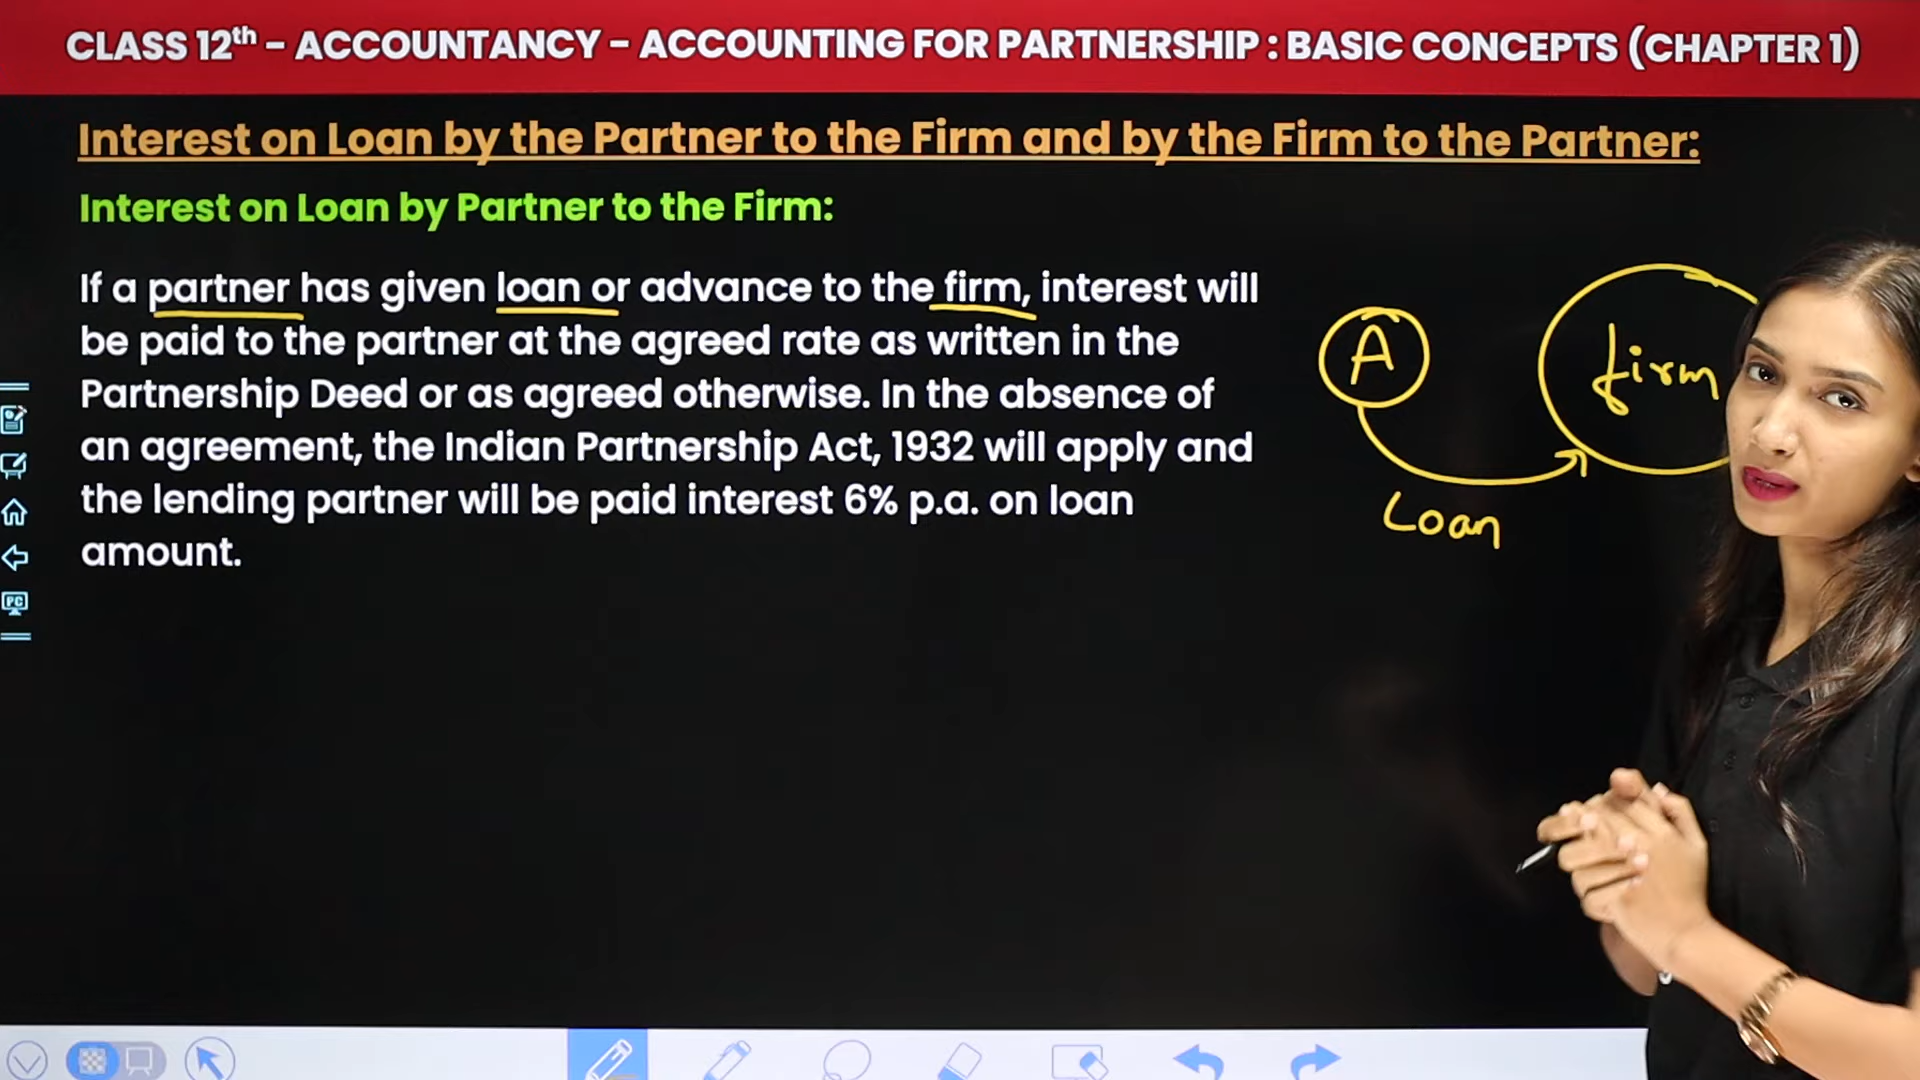 CLASS 12th - ACCOUNTANCY - ACCOUNTING FOR PARTNERSHIP : BASIC CONCEPTS (CHAPTER 1)
Interest on Loan by the Partner to the Firm and by the Firm to the Partner:
Interest on Loan by Partner to the Firm:
If a partner has given loan or advance to the firm, interest will
be paid to the partner at the agreed rate as written in the
Partnership Deed or as agreed otherwise. In the absence of
an agreement, the Indian Partnership Act, 1932 will apply and
the lending partner will be paid interest 6% p.a. on loan
amount.
A
firm
Loan
PC